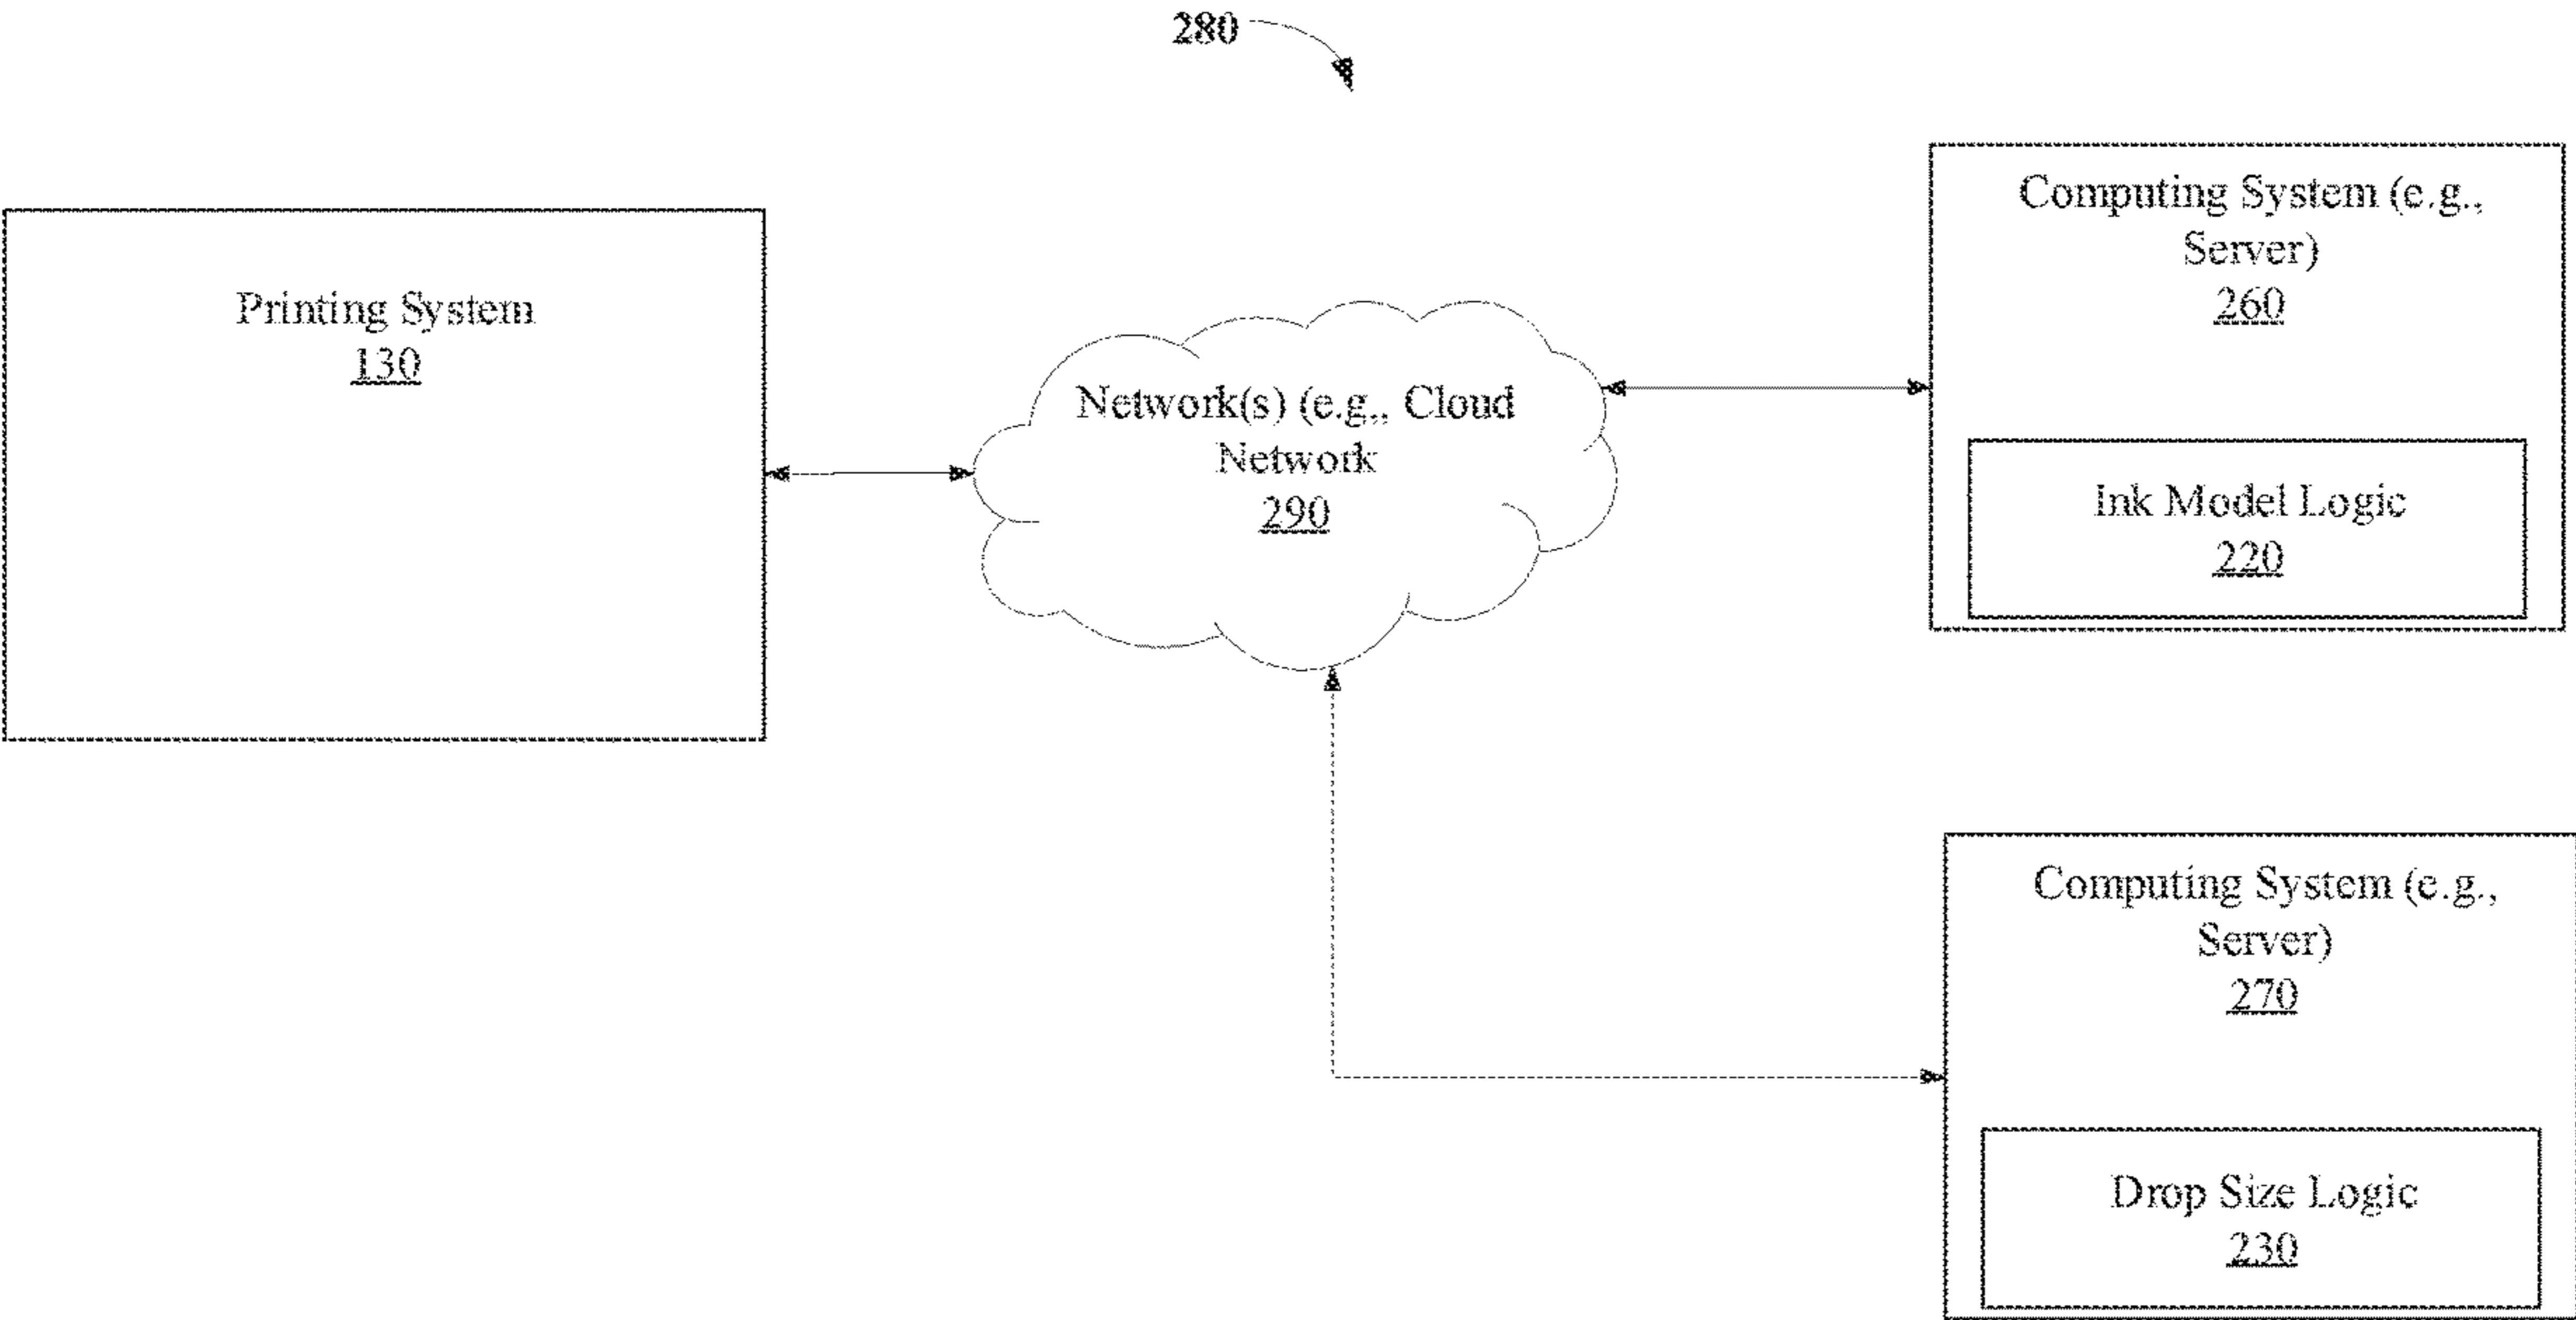 280
Printing System
130
Network(s) (e.g,, Cloud
Network
290
Computing System (e.g.,
Server)
260
Ink Model Logic
220
Computing System (e.g.,
Server)
270
Drop Size Logic
230